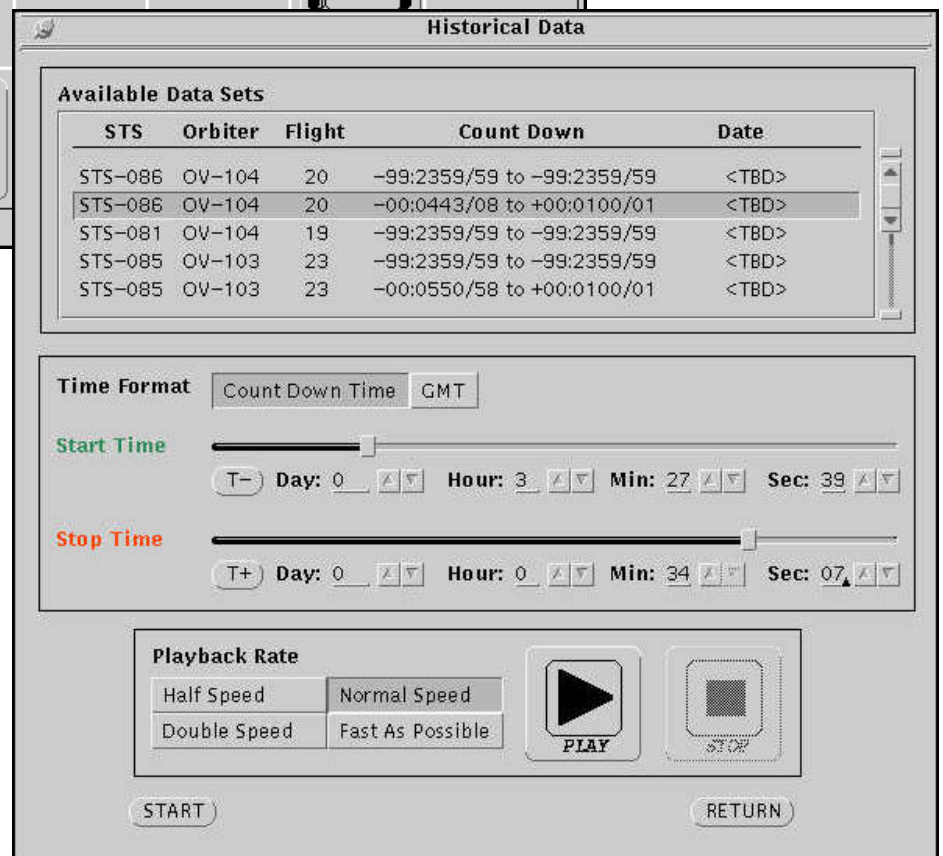 Historical Data
Available Data Sets
STS Orbiter Flight Count Down Date
STS-086 OV-104 20 -99:2359/59 to -99:2359/59 <TBD>
STS-086 OV-104 20 -00:0443/08 to +00:0100/01 <TBD>
STS-081 OV-104 19 -99:2359/59 to -99:2359/59 <TBD>
STS-085 OV-103 23 -99:2359/59 to -99:2359/59 <TBD>
STS-085 OV-103 23 -00:0550/58 to +00:0100/01 <TBD>
Time Format Count Down Time GMT
Start Time
T- Day: 0 Hour: 3 Min: 27 Sec: 39
Stop Time
T+ Day: 0 Hour: 0 Min: 34 Sec: 07
Playback Rate
Half Speed Normal Speed
Double Speed Fast As Possible
PLAY STOP
START RETURN